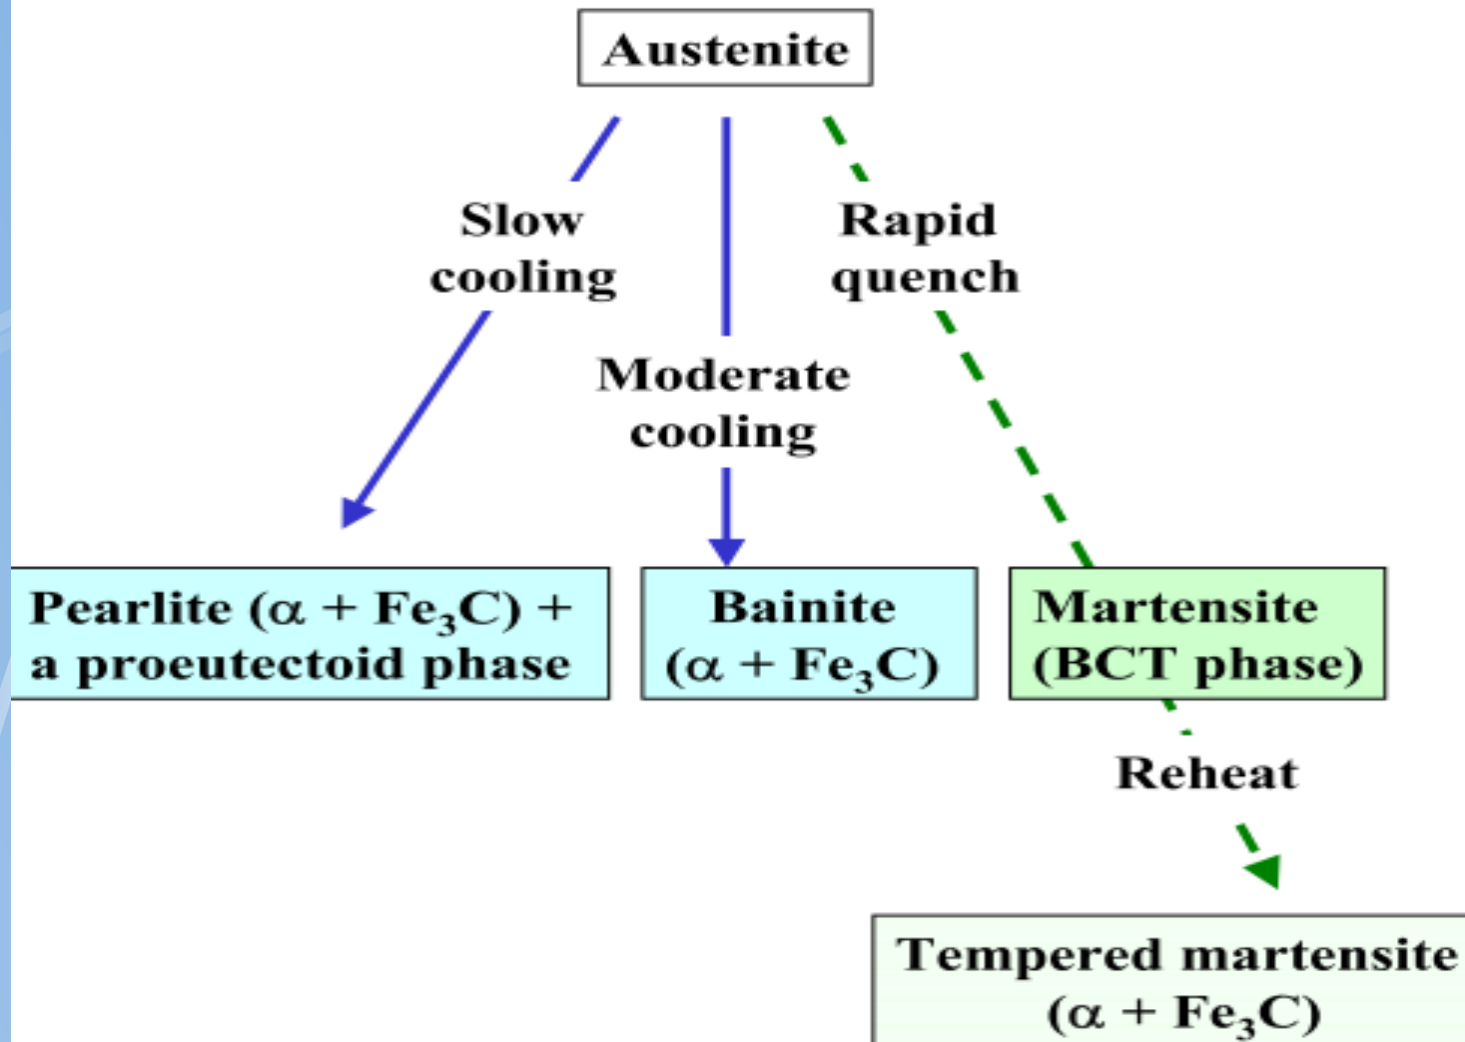 Austenite
Slow
cooling
Rapid
quench
Moderate
cooling
Pearlite (α + Fe₃C) +
a proeutectoid phase
Bainite
(α + Fe₃C)
Martensite
(BCT phase)
Reheat
Tempered martensite
(α + Fe₃C)